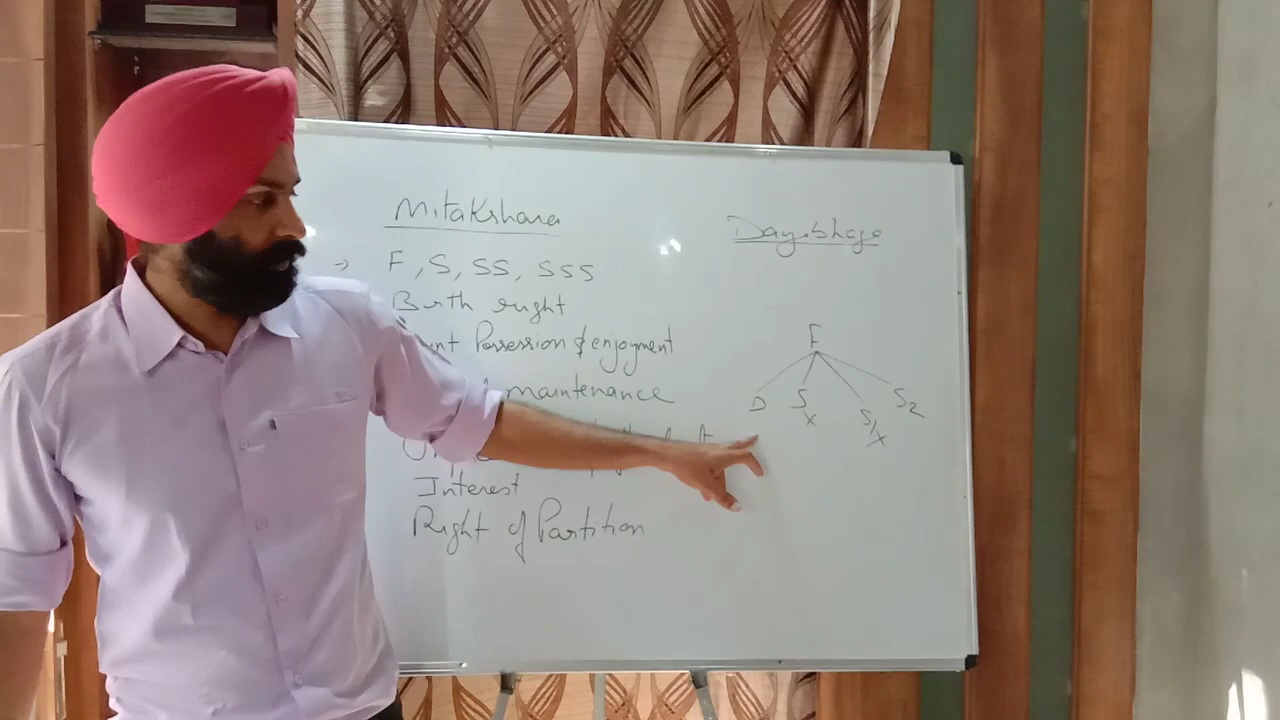 Mitakshara
→ F, S, SS, SSS
Birth right
Possession & enjoyment
maintenance
Interest
Right of Partition
Dayabhaga
F
D S S1 S2
X X